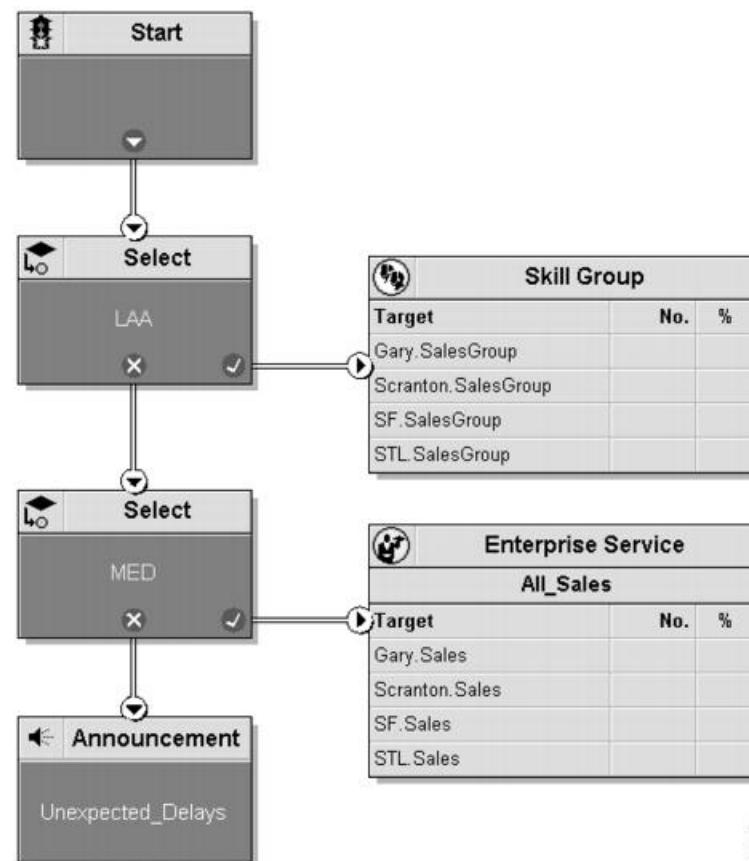 Start
Select
LAA
Skill Group
Target No. %
Gary.SalesGroup
Scranton.SalesGroup
SF.SalesGroup
STL.SalesGroup
Select
MED
Enterprise Service
All_Sales
Target No. %
Gary.Sales
Scranton.Sales
SF.Sales
STL.Sales
Announcement
Unexpected_Delays